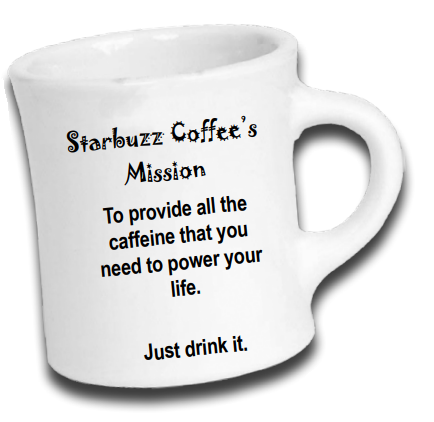 Starbuzz Coffee's
Mission
To provide all the
caffeine that you
need to power your
life.
Just drink it.